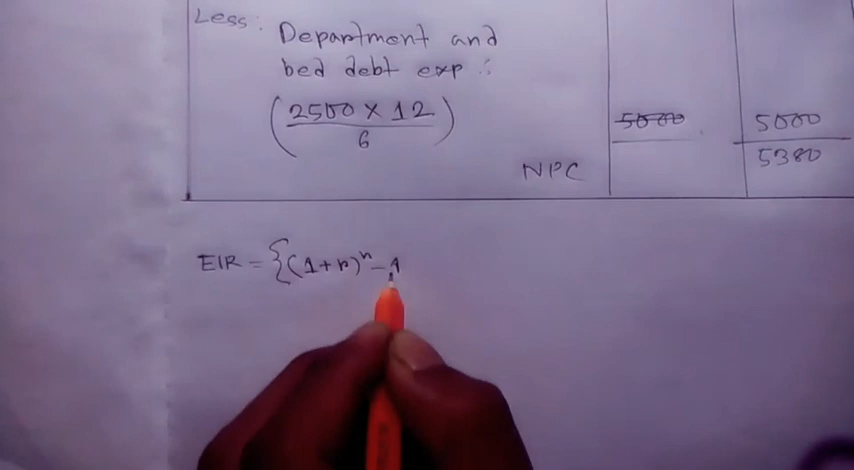 Less: Department and
bed debt exp:
(2500 × 12 / 6) 5000 5000
NPC 5380
EIR = {(1+r)ⁿ - 1